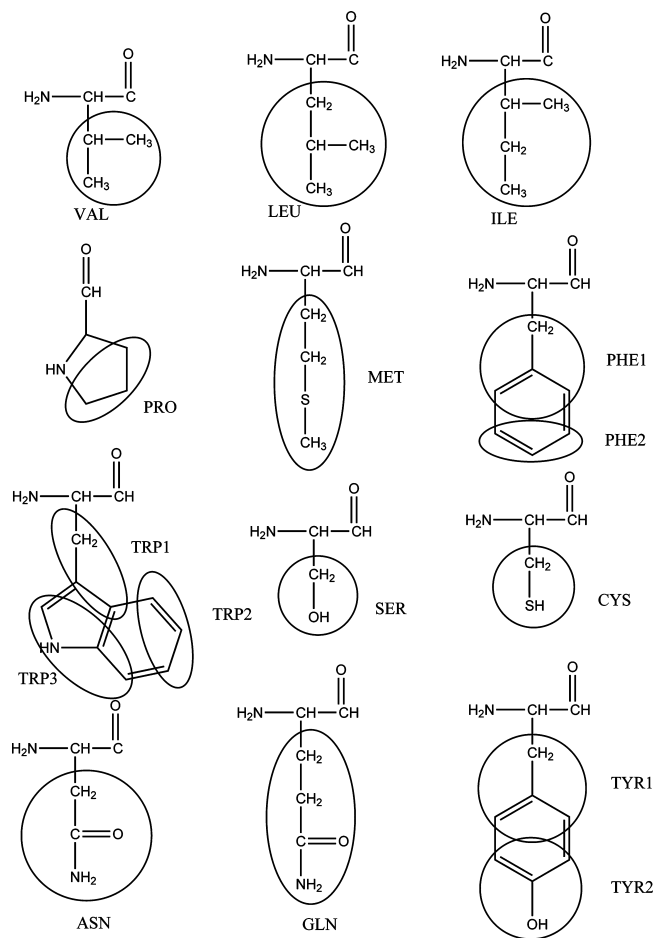 O
H₂N CH C
CH CH₃
CH₃
VAL
O
H₂N CH C
CH₂
CH CH₃
CH₃
LEU
O
H₂N CH C
CH CH₃
CH₂
CH₃
ILE
O
CH
HN
PRO
O
H₂N CH CH
CH₂
CH₂
S
CH₃
MET
O
H₂N CH CH
CH₂
PHE1
PHE2
O
H₂N CH CH
CH₂
TRP1
TRP2
HN
TRP3
O
H₂N CH CH
CH₂
OH
SER
O
H₂N CH CH
CH₂
SH
CYS
O
H₂N CH C
CH₂
C O
NH₂
ASN
O
H₂N CH CH
CH₂
CH₂
C O
NH₂
GLN
O
H₂N CH CH
CH₂
TYR1
TYR2
OH